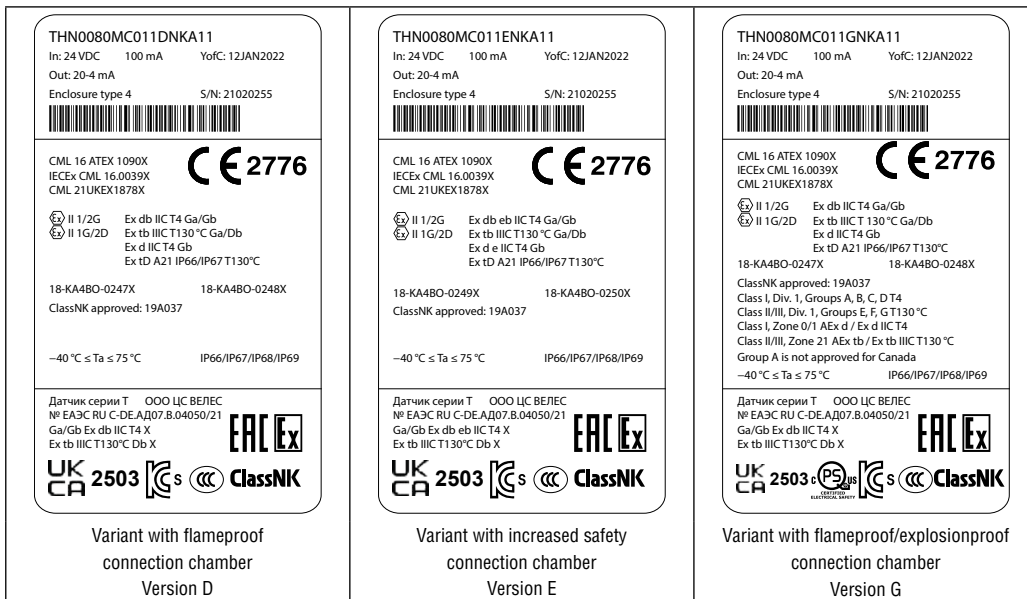 THN0080MC011DNKA11
In: 24 VDC 100 mA YofC: 12JAN2022
Out: 20-4 mA
Enclosure type 4 S/N: 21020255
CML 16 ATEX 1090X
IECEx CML 16.0039X
CML 21UKEX1878X
CE 2776
Ex II 1/2G Ex db IIC T4 Ga/Gb
Ex II 1G/2D Ex tb IIIC T130 °C Ga/Db
Ex d IIC T4 Gb
Ex tD A21 IP66/IP67 T130°C
18-KA4BO-0247X 18-KA4BO-0248X
ClassNK approved: 19A037
−40 °C ≤ Ta ≤ 75 °C IP66/IP67/IP68/IP69
Датчик серии T ООО ЦС ВЕЛЕС
№ ЕАЭС RU C-DE.АД07.B.04050/21
Ga/Gb Ex db IIC T4 X
Ex tb IIIC T130°C Db X
EAC Ex
UK CA 2503 KCs CCC ClassNK
Variant with flameproof
connection chamber
Version D
THN0080MC011ENKA11
In: 24 VDC 100 mA YofC: 12JAN2022
Out: 20-4 mA
Enclosure type 4 S/N: 21020255
CML 16 ATEX 1090X
IECEx CML 16.0039X
CML 21UKEX1878X
CE 2776
Ex II 1/2G Ex db eb IIC T4 Ga/Gb
Ex II 1G/2D Ex tb IIIC T130 °C Ga/Db
Ex d e IIC T4 Gb
Ex tD A21 IP66/IP67 T130°C
18-KA4BO-0249X 18-KA4BO-0250X
ClassNK approved: 19A037
−40 °C ≤ Ta ≤ 75 °C IP66/IP67/IP68/IP69
Датчик серии T ООО ЦС ВЕЛЕС
№ ЕАЭС RU C-DE.АД07.B.04050/21
Ga/Gb Ex db eb IIC T4 X
Ex tb IIIC T130°C Db X
EAC Ex
UK CA 2503 KCs CCC ClassNK
Variant with increased safety
connection chamber
Version E
THN0080MC011GNKA11
In: 24 VDC 100 mA YofC: 12JAN2022
Out: 20-4 mA
Enclosure type 4 S/N: 21020255
CML 16 ATEX 1090X
IECEx CML 16.0039X
CML 21UKEX1878X
CE 2776
Ex II 1/2G Ex db IIC T4 Ga/Gb
Ex II 1G/2D Ex tb IIIC T 130 °C Ga/Db
Ex d IIC T4 Gb
Ex tD A21 IP66/IP67 T130°C
18-KA4BO-0247X 18-KA4BO-0248X
ClassNK approved: 19A037
Class I, Div. 1, Groups A, B, C, D T4
Class II/III, Div. 1, Groups E, F, G T130 °C
Class I, Zone 0/1 AEx d / Ex d IIC T4
Class II/III, Zone 21 AEx tb / Ex tb IIIC T130 °C
Group A is not approved for Canada
−40 °C ≤ Ta ≤ 75 °C IP66/IP67/IP68/IP69
Датчик серии T ООО ЦС ВЕЛЕС
№ ЕАЭС RU C-DE.АД07.B.04050/21
Ga/Gb Ex db IIC T4 X
Ex tb IIIC T130°C Db X
EAC Ex
UK CA 2503 c PS US KCs CCC ClassNK
CERTIFIED
ELECTRICAL SAFETY
Variant with flameproof/explosionproof
connection chamber
Version G